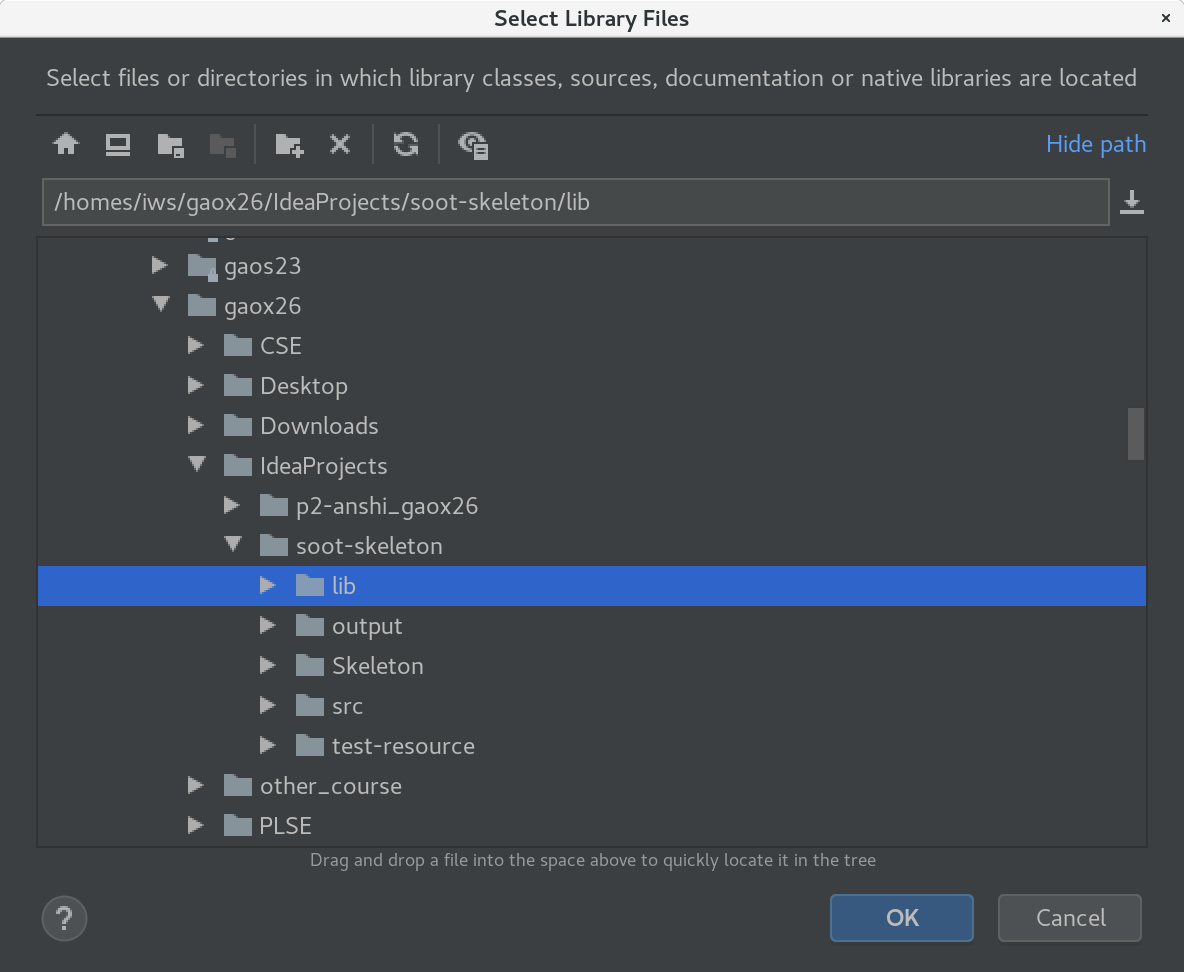 Select Library Files
Select files or directories in which library classes, sources, documentation or native libraries are located
Hide path
/homes/iws/gaox26/IdeaProjects/soot-skeleton/lib
gaos23
gaox26
CSE
Desktop
Downloads
IdeaProjects
p2-anshi_gaox26
soot-skeleton
lib
output
Skeleton
src
test-resource
other_course
PLSE
Drag and drop a file into the space above to quickly locate it in the tree
?
OK
Cancel